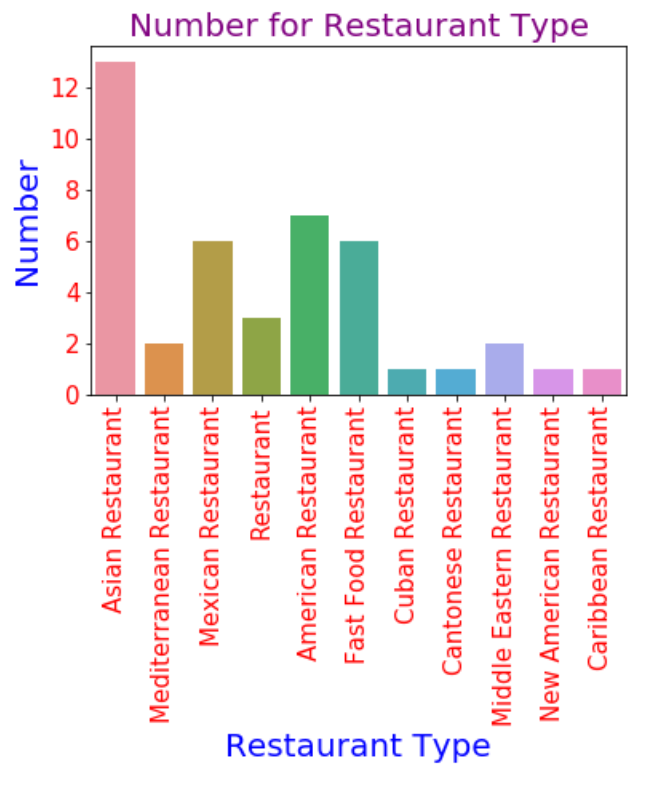 Number for Restaurant Type
Number
12
10
8
6
4
2
0
Asian Restaurant
Mediterranean Restaurant
Mexican Restaurant
Restaurant
American Restaurant
Fast Food Restaurant
Cuban Restaurant
Cantonese Restaurant
Middle Eastern Restaurant
New American Restaurant
Caribbean Restaurant
Restaurant Type